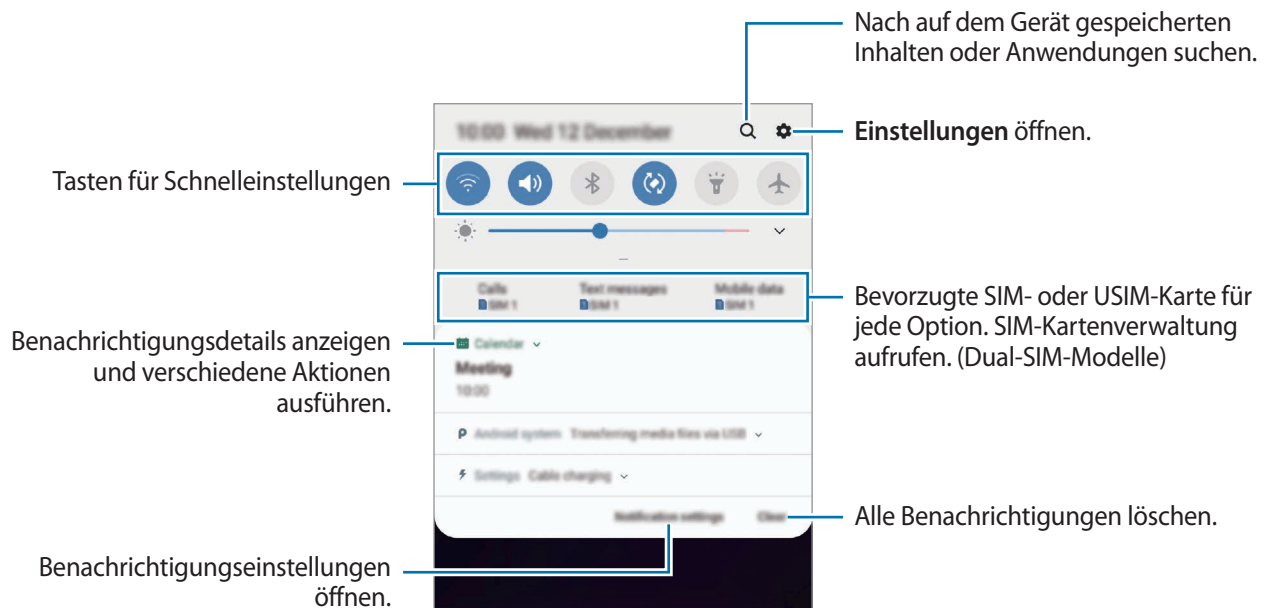 Nach auf dem Gerät gespeicherten
Inhalten oder Anwendungen suchen.
10:00 Wed 12 December
Einstellungen öffnen.
Tasten für Schnelleinstellungen
Calls
Text messages
Mobile data
SIM 1
SIM 1
SIM 1
Bevorzugte SIM- oder USIM-Karte für
jede Option. SIM-Kartenverwaltung
aufrufen. (Dual-SIM-Modelle)
Benachrichtigungsdetails anzeigen
und verschiedene Aktionen
ausführen.
Calendar
Meeting
10:00
Android system Transferring media files via USB
Settings Cable charging
Notification settings Clear
Alle Benachrichtigungen löschen.
Benachrichtigungseinstellungen
öffnen.